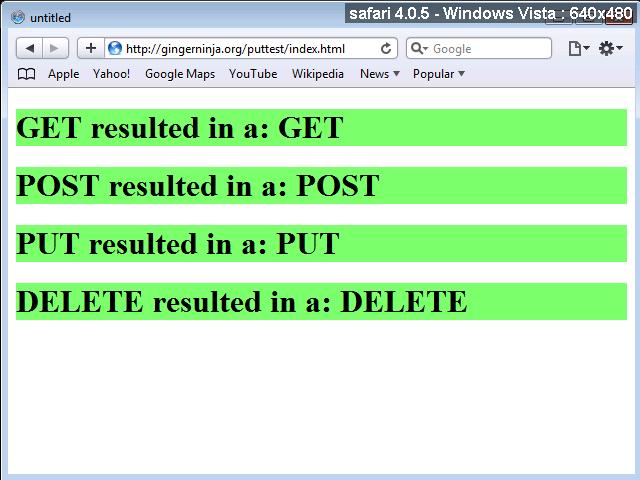 untitled
safari 4.0.5 - Windows Vista : 640x480
http://gingerninja.org/puttest/index.html
Google
Apple Yahoo! Google Maps YouTube Wikipedia News Popular
GET resulted in a: GET
POST resulted in a: POST
PUT resulted in a: PUT
DELETE resulted in a: DELETE